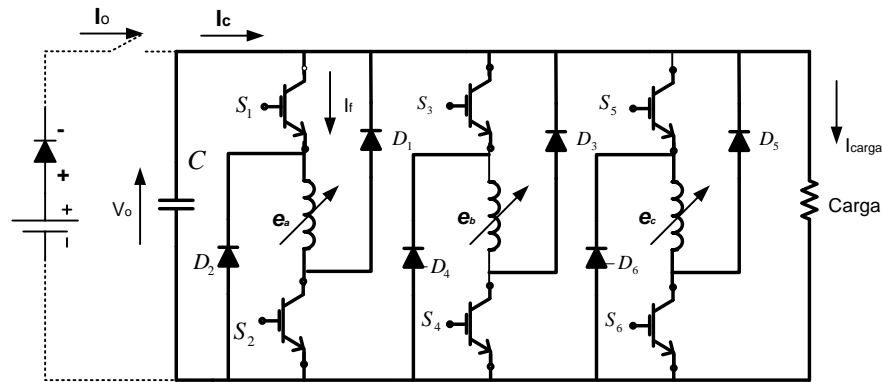 Io
Ic
S1
If
S3
S5
D1
D3
D5
Icarga
-
+
C
Vo
+
-
ea
eb
ec
Carga
D2
D4
D6
S2
S4
S6